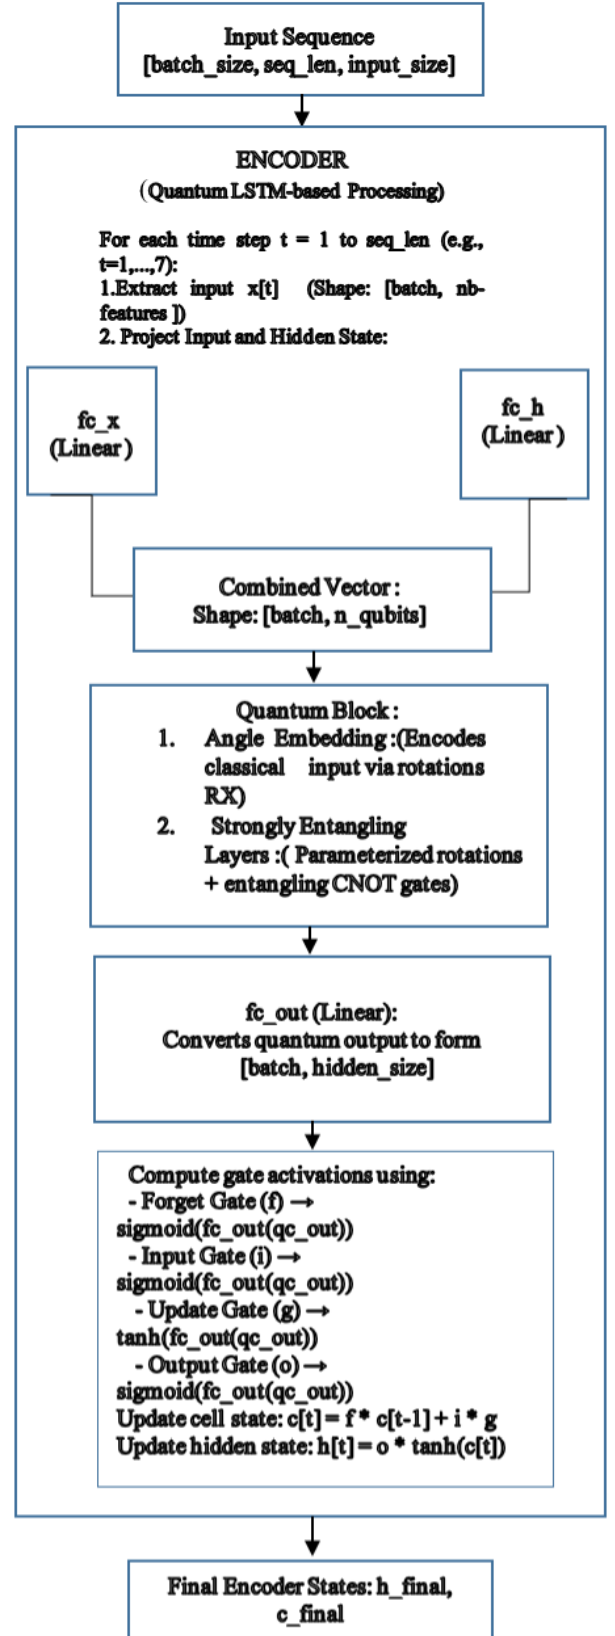 Input Sequence
[batch_size, seq_len, input_size]
ENCODER
(Quantum LSTM-based Processing)
For each time step t = 1 to seq_len (e.g.,
t=1,...,7):
1.Extract input x[t] (Shape: [batch, nb-
features ])
2. Project Input and Hidden State:
fc_x
(Linear)
fc_h
(Linear)
Combined Vector :
Shape: [batch, n_qubits]
Quantum Block :
1. Angle Embedding :(Encodes
classical input via rotations
RX)
2. Strongly Entangling
Layers :( Parameterized rotations
+ entangling CNOT gates)
fc_out (Linear):
Converts quantum output to form
[batch, hidden_size]
Compute gate activations using:
- Forget Gate (f) →
sigmoid(fc_out(qc_out))
- Input Gate (i) →
sigmoid(fc_out(qc_out))
- Update Gate (g) →
tanh(fc_out(qc_out))
- Output Gate (o) →
sigmoid(fc_out(qc_out))
Update cell state: c[t] = f * c[t-1] + i * g
Update hidden state: h[t] = o * tanh(c[t])
Final Encoder States: h_final,
c_final